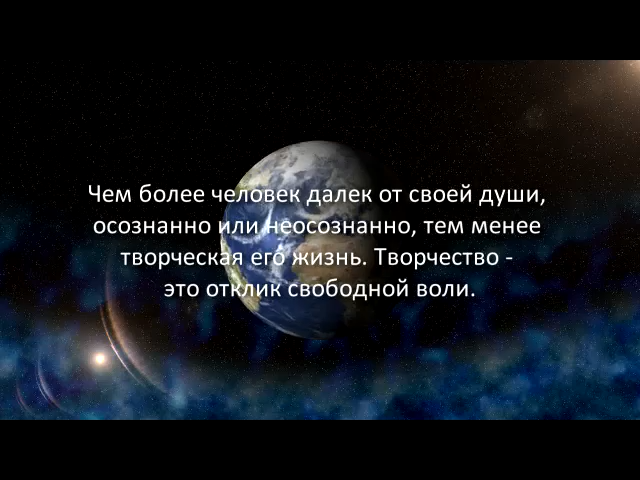 Чем более человек далек от своей души,
осознанно или неосознанно, тем менее
творческая его жизнь. Творчество -
это отклик свободной воли.